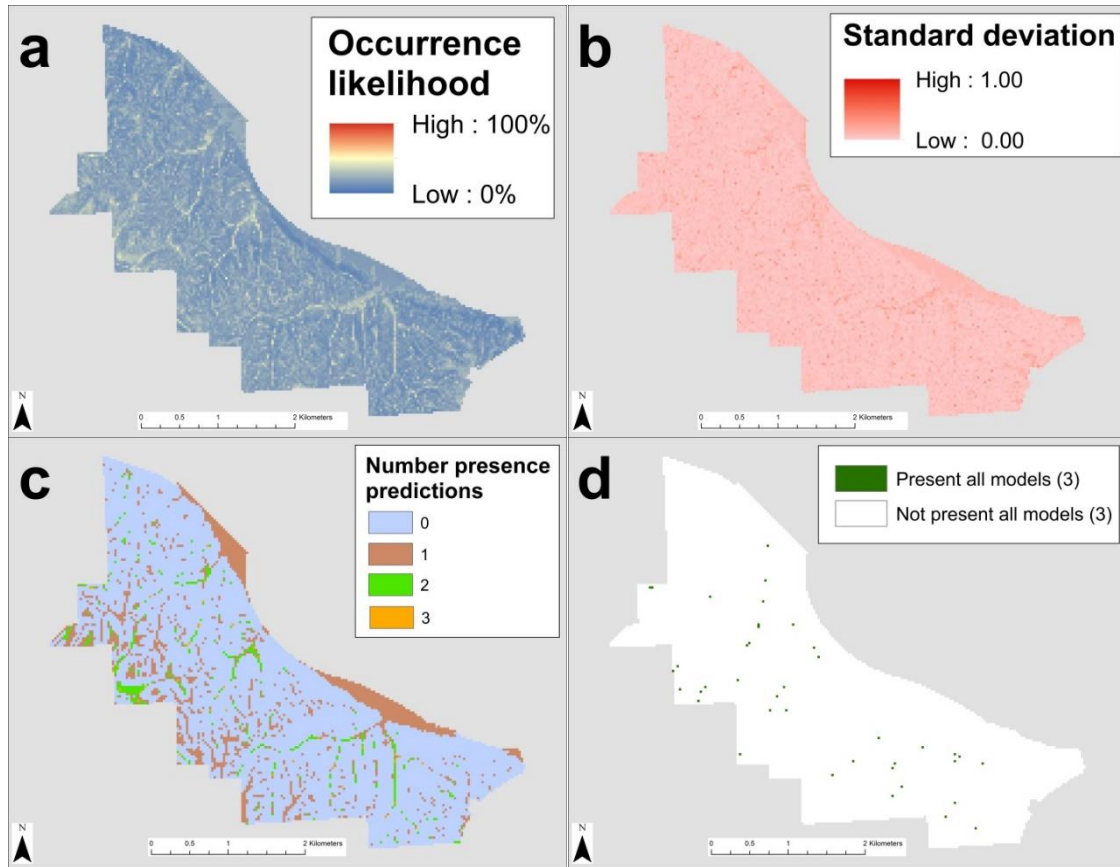 a
Occurrence
likelihood
High : 100%
Low : 0%
N
0 0.5 1 2 Kilometers
b
Standard deviation
High : 1.00
Low : 0.00
N
0 0.5 1 2 Kilometers
c
Number presence
predictions
0
1
2
3
N
0 0.5 1 2 Kilometers
d
Present all models (3)
Not present all models (3)
N
0 0.5 1 2 Kilometers